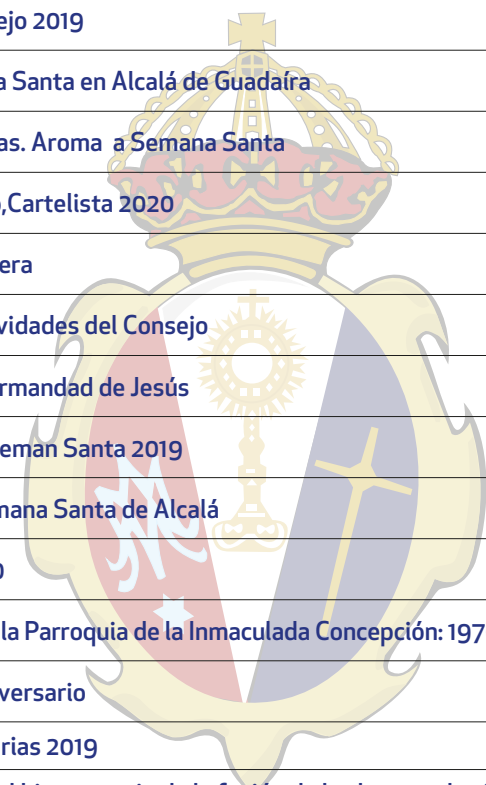 ejo 2019
a Santa en Alcalá de Guadaíra
as. Aroma a Semana Santa
,Cartelista 2020
era
vidades del Consejo
rmandad de Jesús
eman Santa 2019
mana Santa de Alcalá
la Parroquia de la Inmaculada Concepción: 197
versario
rias 2019